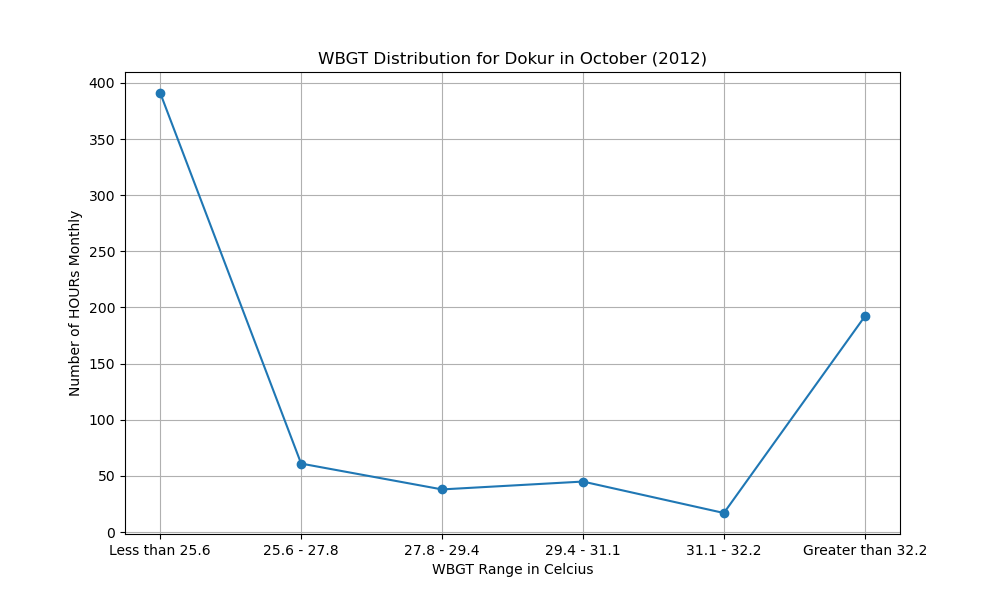 WBGT Distribution for Dokur in October (2012)
Number of HOURs Monthly
400
350
300
250
200
150
100
50
0
Less than 25.6
25.6 - 27.8
27.8 - 29.4
29.4 - 31.1
31.1 - 32.2
Greater than 32.2
WBGT Range in Celcius